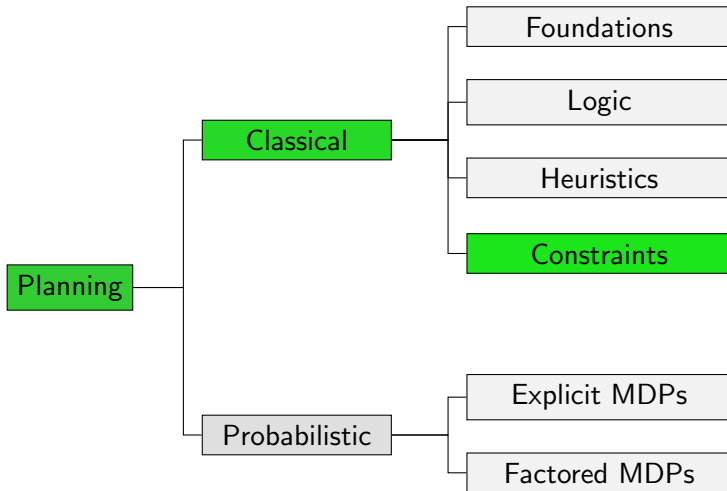 Foundations
Logic
Classical
Heuristics
Constraints
Planning
Explicit MDPs
Probabilistic
Factored MDPs